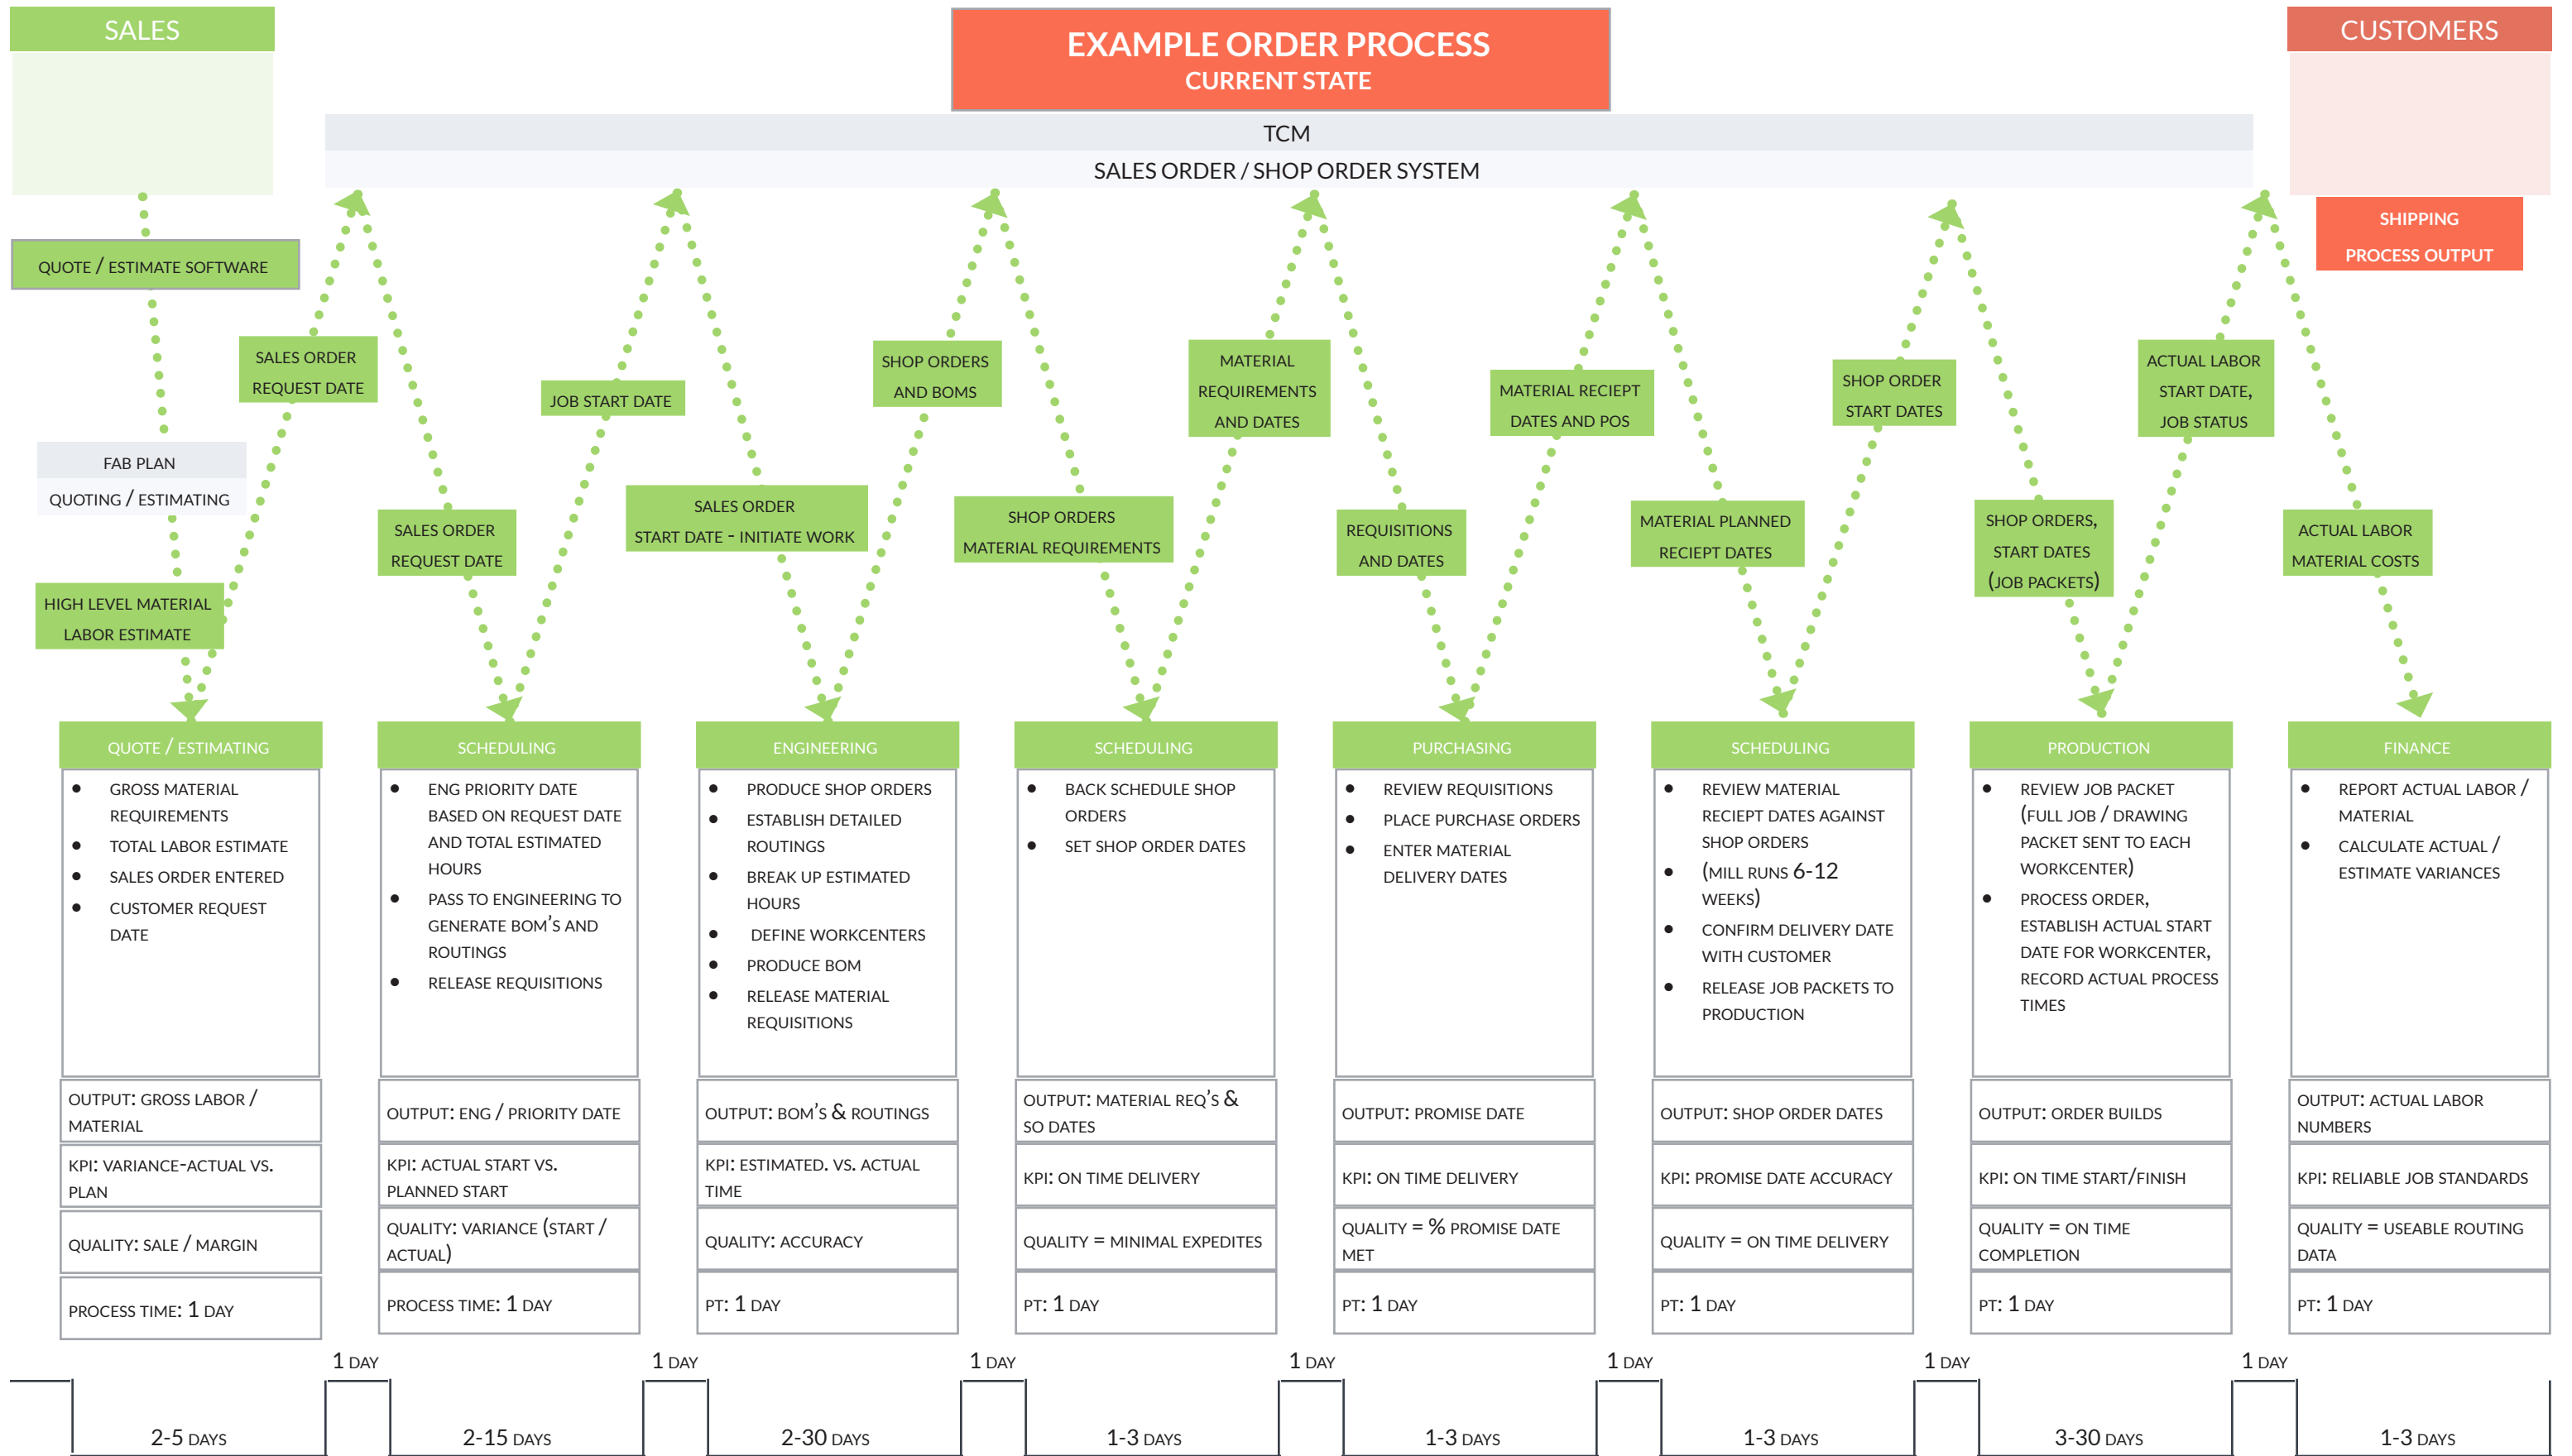 SALES
EXAMPLE ORDER PROCESS
CURRENT STATE
CUSTOMERS
TCM
SALES ORDER / SHOP ORDER SYSTEM
SHIPPING
PROCESS OUTPUT
QUOTE / ESTIMATE SOFTWARE
FAB PLAN
QUOTING / ESTIMATING
HIGH LEVEL MATERIAL
LABOR ESTIMATE
SALES ORDER
REQUEST DATE
SALES ORDER
REQUEST DATE
JOB START DATE
SALES ORDER
START DATE - INITIATE WORK
SHOP ORDERS
AND BOMS
SHOP ORDERS
MATERIAL REQUIREMENTS
MATERIAL
REQUIREMENTS
AND DATES
REQUISITIONS
AND DATES
MATERIAL RECIEPT
DATES AND POS
MATERIAL PLANNED
RECIEPT DATES
SHOP ORDER
START DATES
SHOP ORDERS,
START DATES
(JOB PACKETS)
ACTUAL LABOR
START DATE,
JOB STATUS
ACTUAL LABOR
MATERIAL COSTS
QUOTE / ESTIMATING
• GROSS MATERIAL
REQUIREMENTS
• TOTAL LABOR ESTIMATE
• SALES ORDER ENTERED
• CUSTOMER REQUEST
DATE
OUTPUT: GROSS LABOR /
MATERIAL
KPI: VARIANCE-ACTUAL VS.
PLAN
QUALITY: SALE / MARGIN
PROCESS TIME: 1 DAY
SCHEDULING
• ENG PRIORITY DATE
BASED ON REQUEST DATE
AND TOTAL ESTIMATED
HOURS
• PASS TO ENGINEERING TO
GENERATE BOM'S AND
ROUTINGS
• RELEASE REQUISITIONS
OUTPUT: ENG / PRIORITY DATE
KPI: ACTUAL START VS.
PLANNED START
QUALITY: VARIANCE (START /
ACTUAL)
PROCESS TIME: 1 DAY
ENGINEERING
• PRODUCE SHOP ORDERS
• ESTABLISH DETAILED
ROUTINGS
• BREAK UP ESTIMATED
HOURS
• DEFINE WORKCENTERS
• PRODUCE BOM
• RELEASE MATERIAL
REQUISITIONS
OUTPUT: BOM'S & ROUTINGS
KPI: ESTIMATED. VS. ACTUAL
TIME
QUALITY: ACCURACY
PT: 1 DAY
SCHEDULING
• BACK SCHEDULE SHOP
ORDERS
• SET SHOP ORDER DATES
OUTPUT: MATERIAL REQ'S &
SO DATES
KPI: ON TIME DELIVERY
QUALITY = MINIMAL EXPEDITES
PT: 1 DAY
PURCHASING
• REVIEW REQUISITIONS
• PLACE PURCHASE ORDERS
• ENTER MATERIAL
DELIVERY DATES
OUTPUT: PROMISE DATE
KPI: ON TIME DELIVERY
QUALITY = % PROMISE DATE
MET
PT: 1 DAY
SCHEDULING
• REVIEW MATERIAL
RECIEPT DATES AGAINST
SHOP ORDERS
• (MILL RUNS 6-12
WEEKS)
• CONFIRM DELIVERY DATE
WITH CUSTOMER
• RELEASE JOB PACKETS TO
PRODUCTION
OUTPUT: SHOP ORDER DATES
KPI: PROMISE DATE ACCURACY
QUALITY = ON TIME DELIVERY
PT: 1 DAY
PRODUCTION
• REVIEW JOB PACKET
(FULL JOB / DRAWING
PACKET SENT TO EACH
WORKCENTER)
• PROCESS ORDER,
ESTABLISH ACTUAL START
DATE FOR WORKCENTER,
RECORD ACTUAL PROCESS
TIMES
OUTPUT: ORDER BUILDS
KPI: ON TIME START/FINISH
QUALITY = ON TIME
COMPLETION
PT: 1 DAY
FINANCE
• REPORT ACTUAL LABOR /
MATERIAL
• CALCULATE ACTUAL /
ESTIMATE VARIANCES
OUTPUT: ACTUAL LABOR
NUMBERS
KPI: RELIABLE JOB STANDARDS
QUALITY = USEABLE ROUTING
DATA
PT: 1 DAY
1 DAY
1 DAY
1 DAY
1 DAY
1 DAY
1 DAY
1 DAY
2-5 DAYS
2-15 DAYS
2-30 DAYS
1-3 DAYS
1-3 DAYS
1-3 DAYS
3-30 DAYS
1-3 DAYS